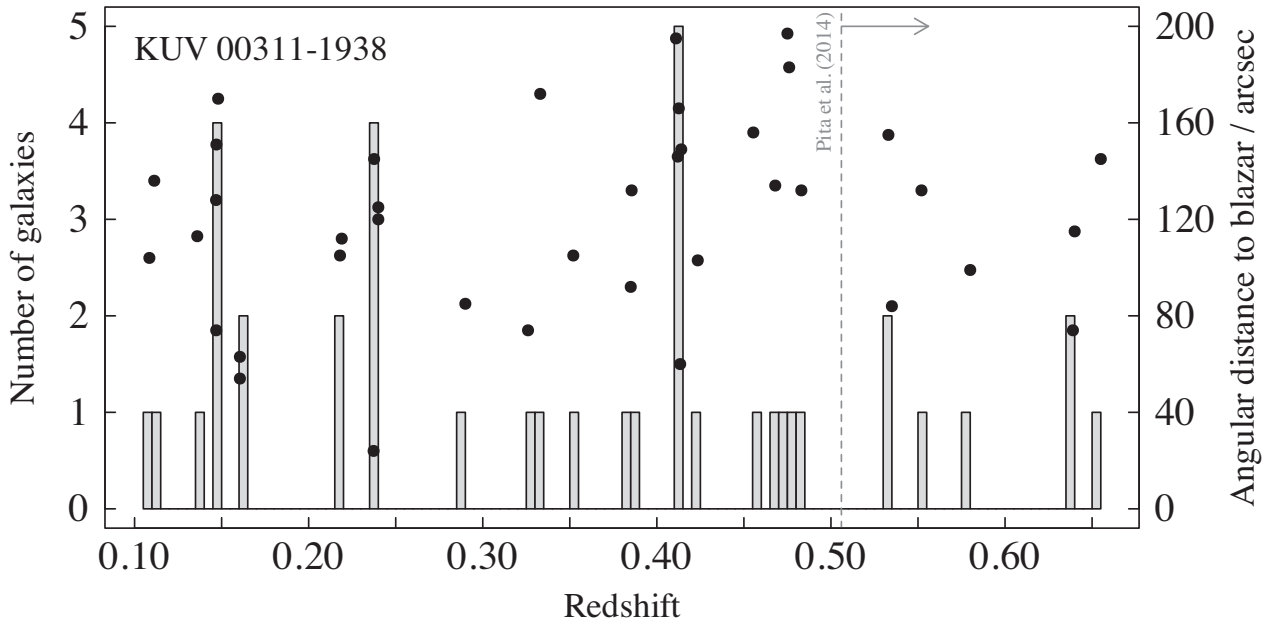 KUV 00311-1938
Number of galaxies
5
4
3
2
1
0
Pita et al. (2014)
200
160
120
80
40
0
Angular distance to blazar / arcsec
0.10 0.20 0.30 0.40 0.50 0.60
Redshift